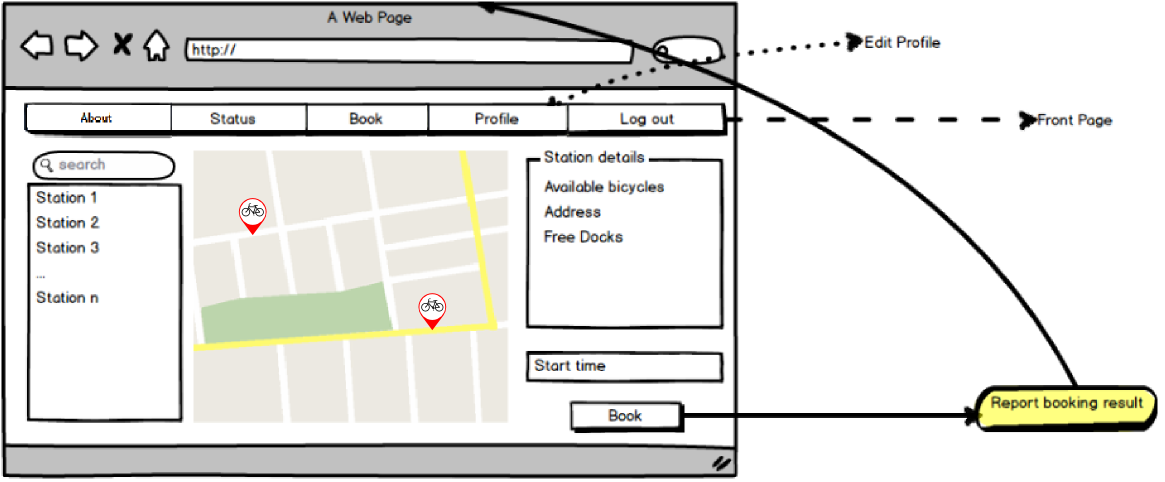 A Web Page
http://
Edit Profile
About
Status
Book
Profile
Log out
Front Page
search
Station 1
Station 2
Station 3
...
Station n
Station details
Available bicycles
Address
Free Docks
Start time
Book
Report booking result